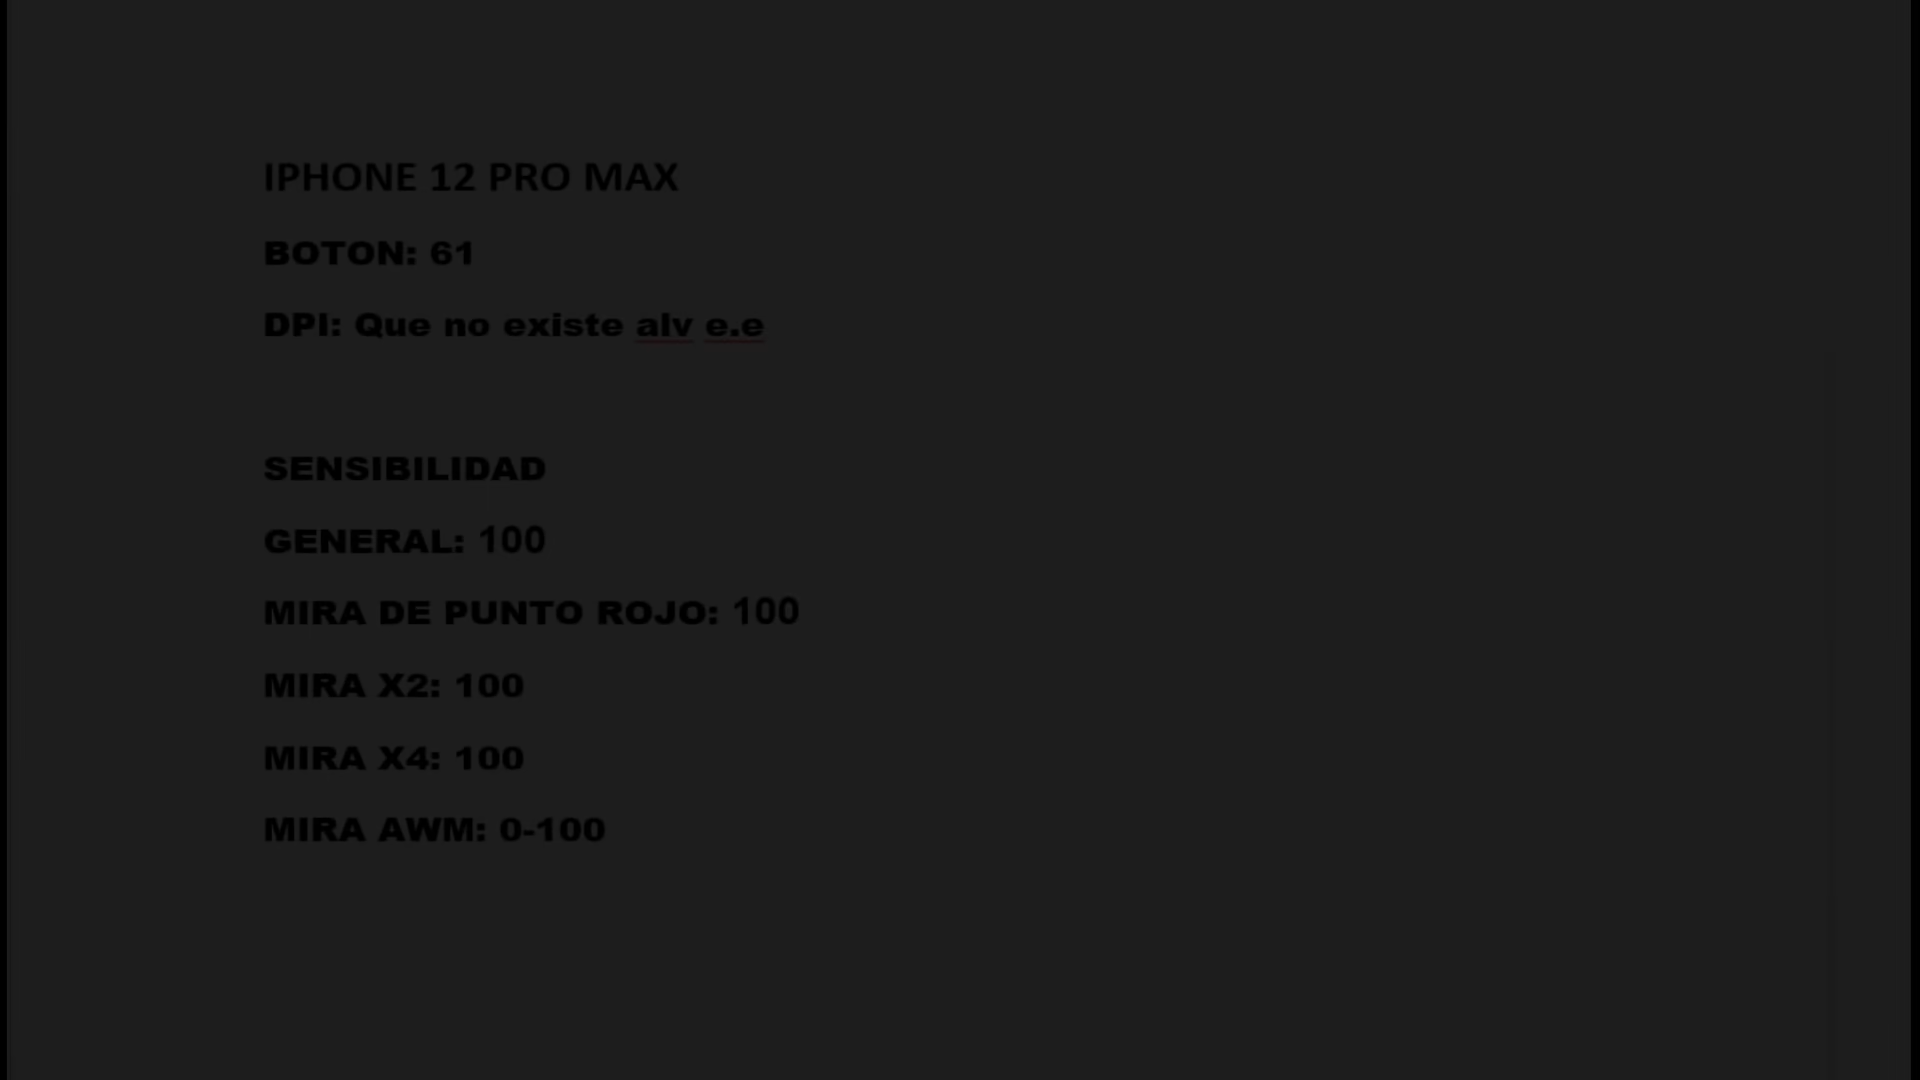 IPHONE 12 PRO MAX
BOTON: 61
DPI: Que no existe alv e.e
SENSIBILIDAD
GENERAL: 100
MIRA DE PUNTO ROJO: 100
MIRA X2: 100
MIRA X4: 100
MIRA AWM: 0-100